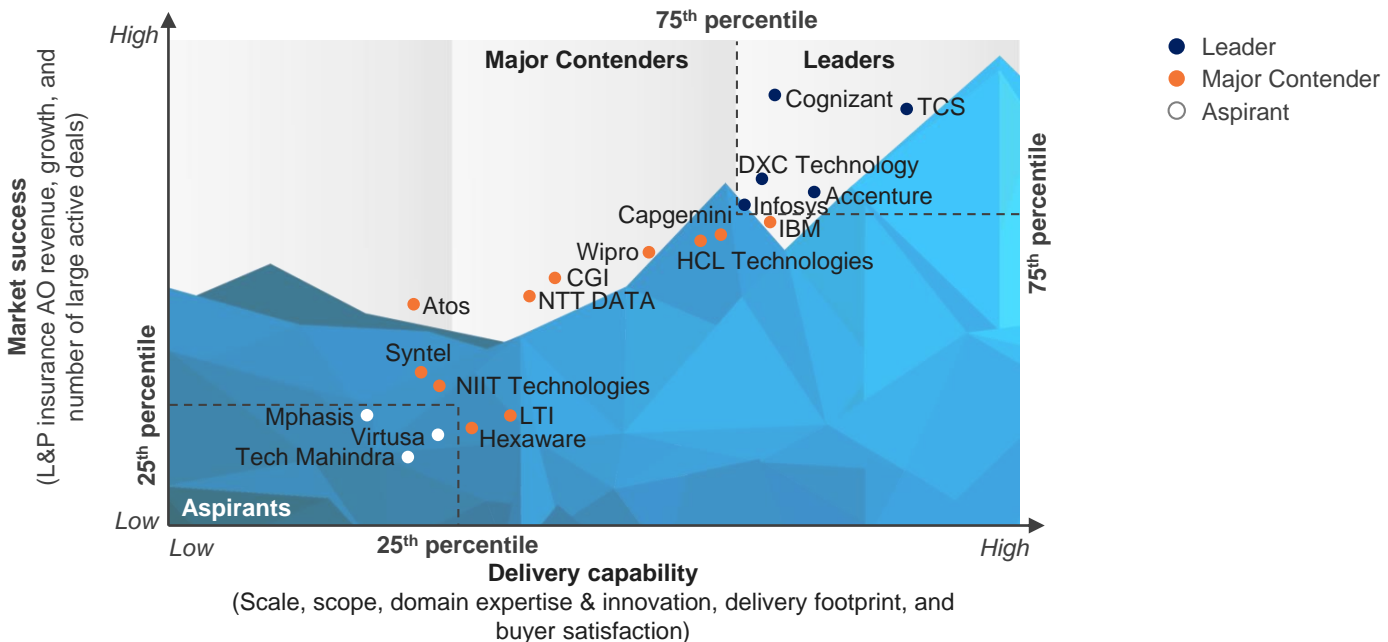 75th percentile
High
Major Contenders
Leaders
Leader
Major Contender
Aspirant
Cognizant
TCS
DXC Technology
Accenture
Infosys
Capgemini
IBM
Wipro
HCL Technologies
CGI
NTT DATA
Atos
Syntel
NIIT Technologies
LTI
Mphasis
Hexaware
Virtusa
Tech Mahindra
Aspirants
75th percentile
25th percentile
Market success
(L&P insurance AO revenue, growth, and
number of large active deals)
Low
Low
25th percentile
High
Delivery capability
(Scale, scope, domain expertise & innovation, delivery footprint, and
buyer satisfaction)